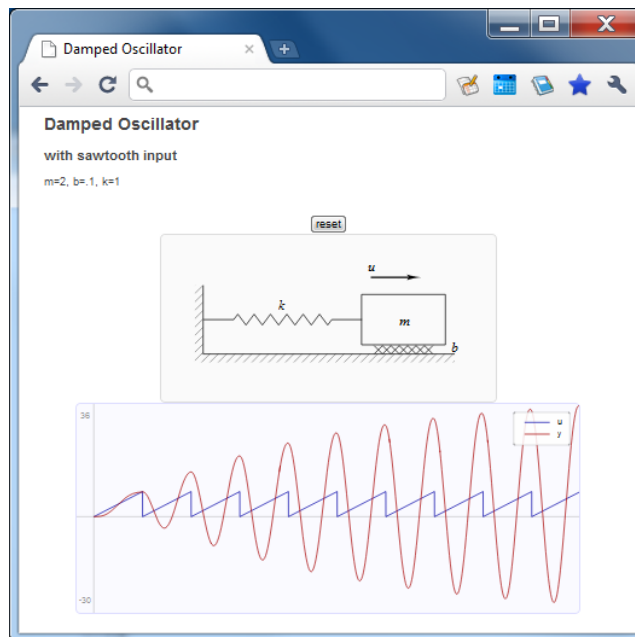 Damped Oscillator
Damped Oscillator
with sawtooth input
m=2, b=.1, k=1
reset
u
k
m
b
36
u
y
-30